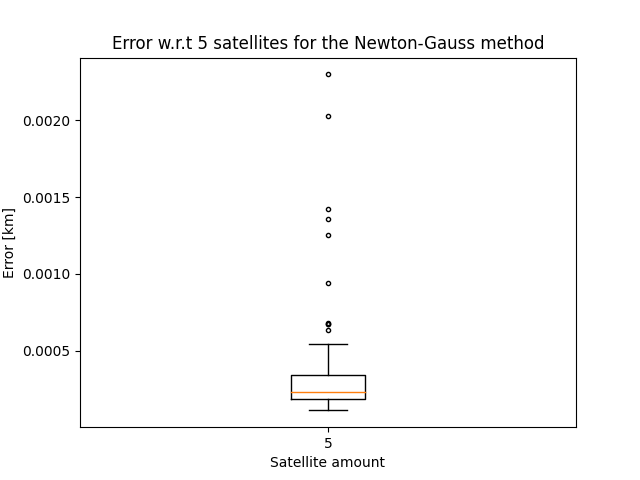 Error w.r.t 5 satellites for the Newton-Gauss method
0.0020
0.0015
0.0010
0.0005
Error [km]
5
Satellite amount